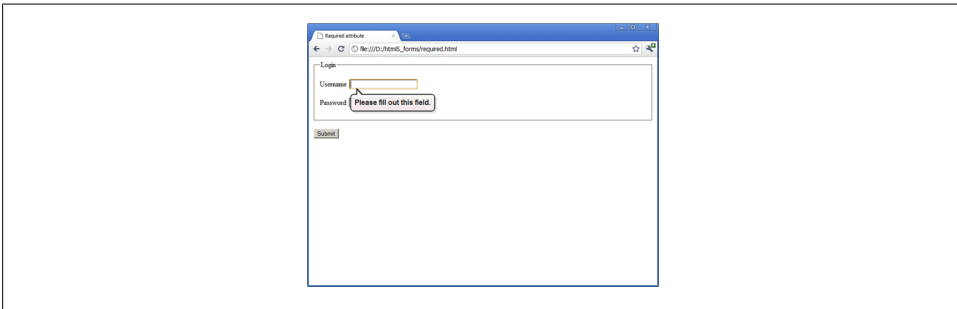 Required attribute
file:///D:/html5_forms/required.html
Login
Username
Please fill out this field.
Password
Submit